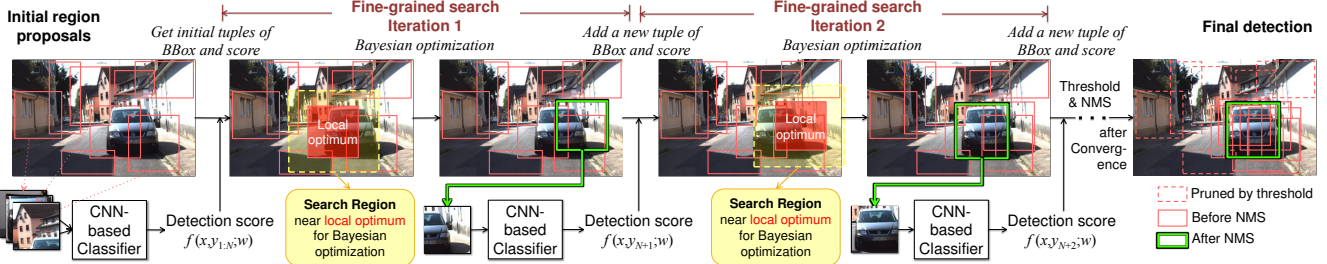 Initial region
proposals
Get initial tuples of
BBox and score
Fine-grained search
Iteration 1
Bayesian optimization
Add a new tuple of
BBox and score
Fine-grained search
Iteration 2
Bayesian optimization
Add a new tuple of
BBox and score
Final detection
Local
optimum
Local
optimum
Threshold
& NMS
after
Converg-
ence
CNN-
based
Classifier
Detection score
f (x,y1:N;w)
Search Region
near local optimum
for Bayesian
optimization
CNN-
based
Classifier
Detection score
f (x,yN+1;w)
Search Region
near local optimum
for Bayesian
optimization
CNN-
based
Classifier
Detection score
f (x,yN+2;w)
Pruned by threshold
Before NMS
After NMS